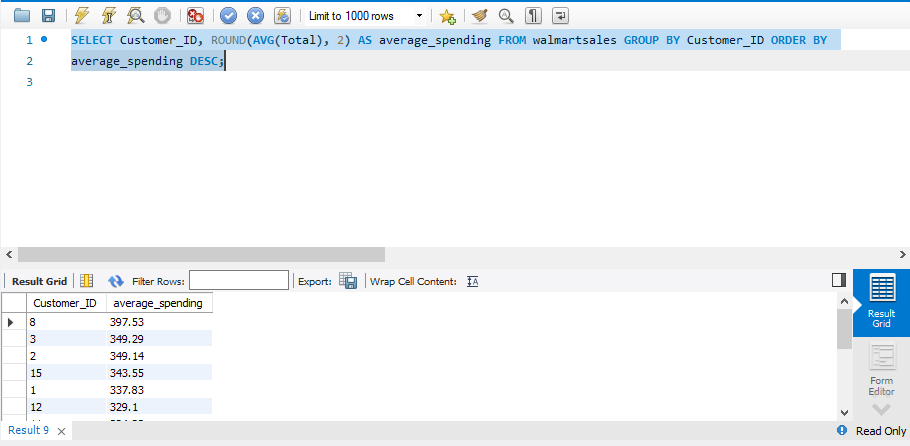 Limit to 1000 rows
1 SELECT Customer_ID, ROUND(AVG(Total), 2) AS average_spending FROM walmartsales GROUP BY Customer_ID ORDER BY
2 average_spending DESC;
3
Result Grid Filter Rows: Export: Wrap Cell Content:
Customer_ID average_spending
8 397.53
3 349.29
2 349.14
15 343.55
1 337.83
12 329.1
Result Grid
Form Editor
Result 9 Read Only